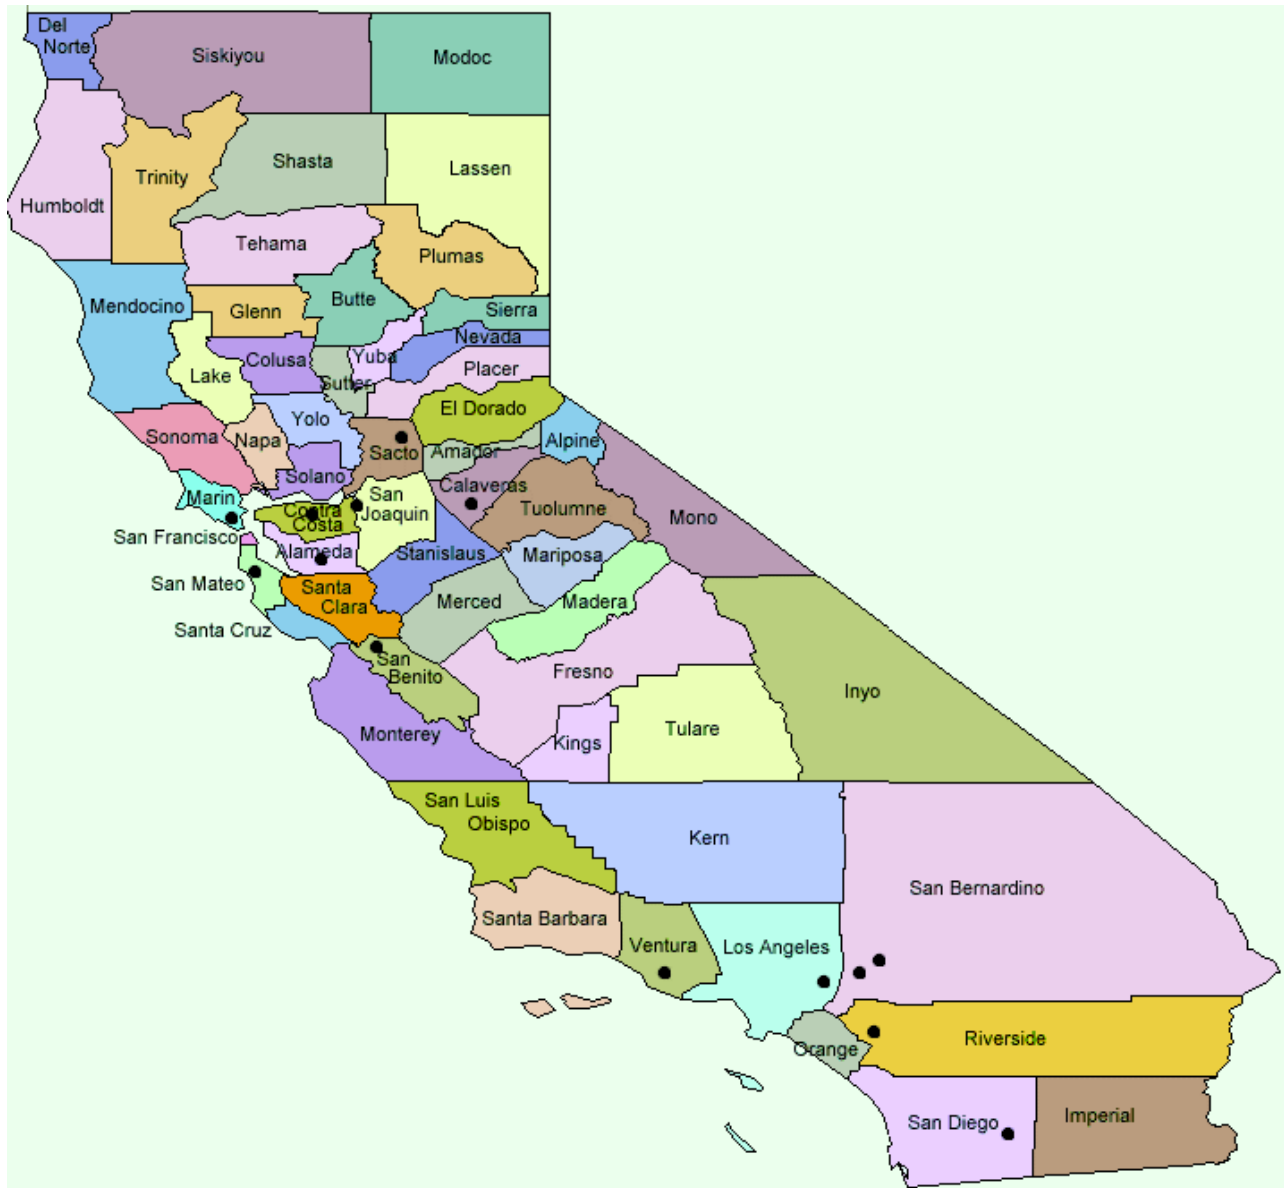 Del
Norte
Siskiyou
Modoc
Shasta
Lassen
Trinity
Humboldt
Tehama
Plumas
Mendocino
Glenn
Butte
Sierra
Nevada
Colusa
Yuba
Placer
Lake
Sutter
El Dorado
Yolo
Sonoma
Napa
Sacto
Amador
Alpine
Solano
Calaveras
Marin
San
Joaquin
Contra
Costa
Tuolumne
Mono
San Francisco
Alameda
Stanislaus
Mariposa
San Mateo
Santa
Clara
Merced
Madera
Santa Cruz
San
Benito
Fresno
Inyo
Monterey
Kings
Tulare
San Luis
Obispo
Kern
San Bernardino
Santa Barbara
Ventura
Los Angeles
Orange
Riverside
San Diego
Imperial